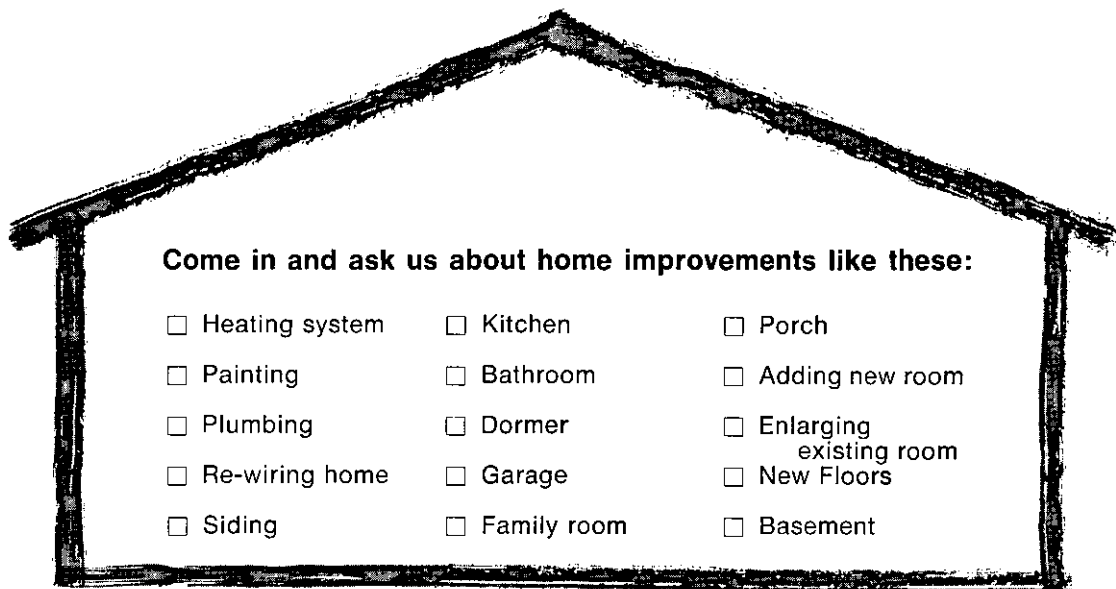 Come in and ask us about home improvements like these:
☐ Heating system
☐ Painting
☐ Plumbing
☐ Re-wiring home
☐ Siding
☐ Kitchen
☐ Bathroom
☐ Dormer
☐ Garage
☐ Family room
☐ Porch
☐ Adding new room
☐ Enlarging
existing room
☐ New Floors
☐ Basement